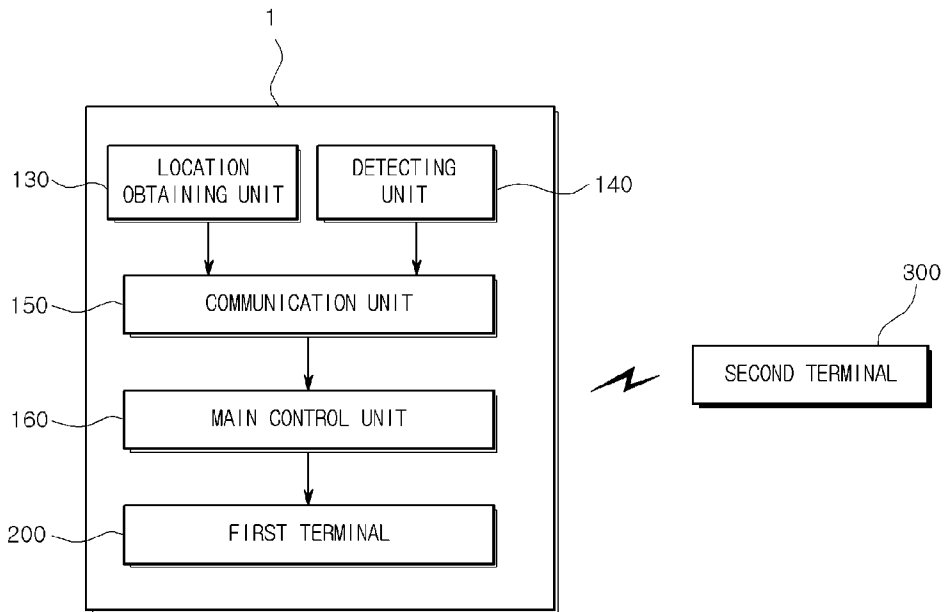 1
LOCATION
OBTAINING UNIT
130
DETECTING
UNIT
140
COMMUNICATION UNIT
150
300
SECOND TERMINAL
MAIN CONTROL UNIT
160
FIRST TERMINAL
200